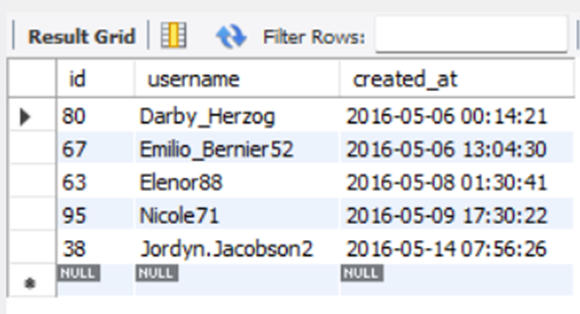 Result Grid Filter Rows:
id username created_at
80 Darby_Herzog 2016-05-06 00:14:21
67 Emilio_Bernier52 2016-05-06 13:04:30
63 Elenor88 2016-05-08 01:30:41
95 Nicole71 2016-05-09 17:30:22
38 Jordyn.Jacobson2 2016-05-14 07:56:26
NULL NULL NULL